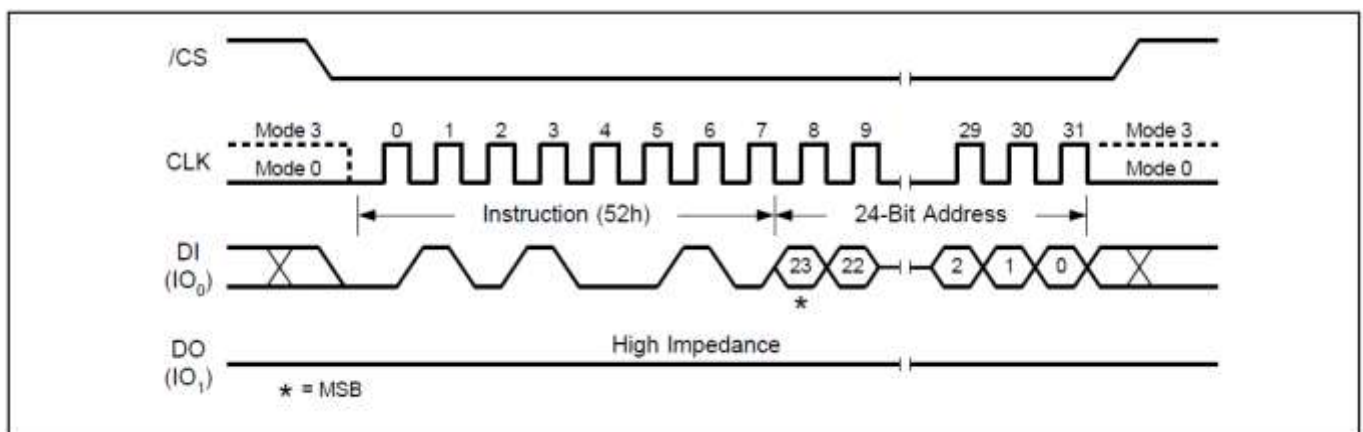 /CS
Mode 3 0 1 2 3 4 5 6 7 8 9 29 30 31 Mode 3
CLK Mode 0 Mode 0
Instruction (52h) 24-Bit Address
DI
(IO₀) 23 22 2 1 0
*
DO High Impedance
(IO₁)
* = MSB